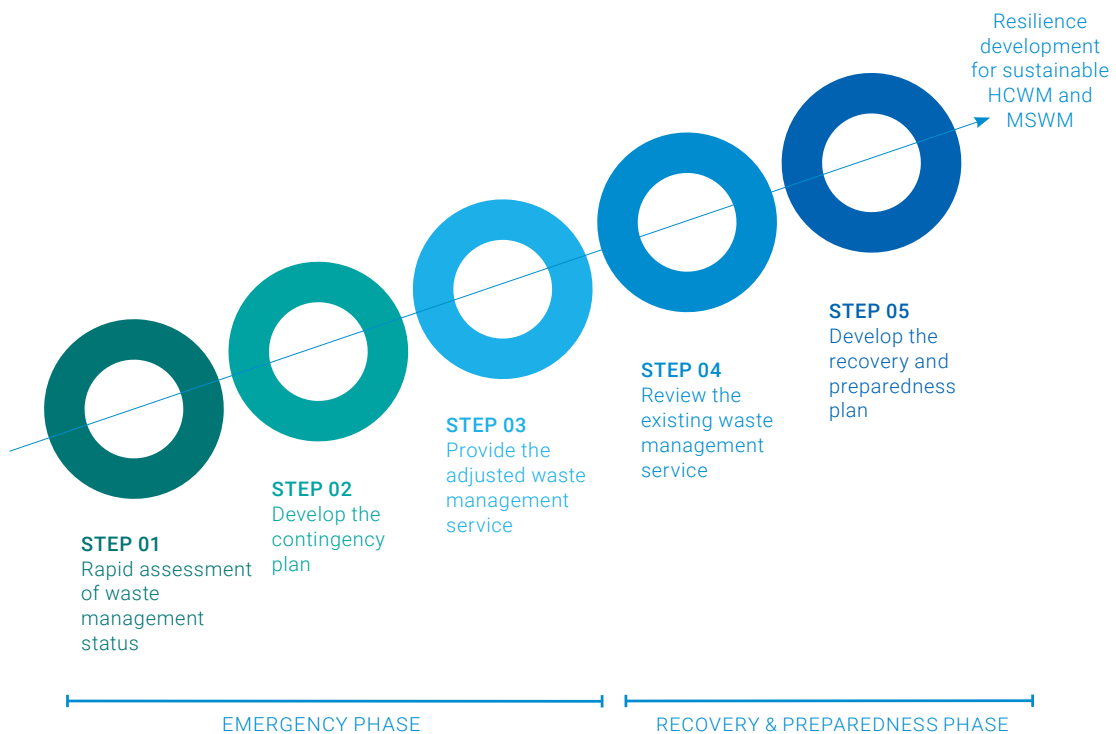 Resilience
development
for sustainable
HCWM and
MSWM
STEP 01
Rapid assessment
of waste
management
status
STEP 02
Develop the
contingency
plan
STEP 03
Provide the
adjusted waste
management
service
STEP 04
Review the
existing waste
management
service
STEP 05
Develop the
recovery and
preparedness
plan
EMERGENCY PHASE
RECOVERY & PREPAREDNESS PHASE